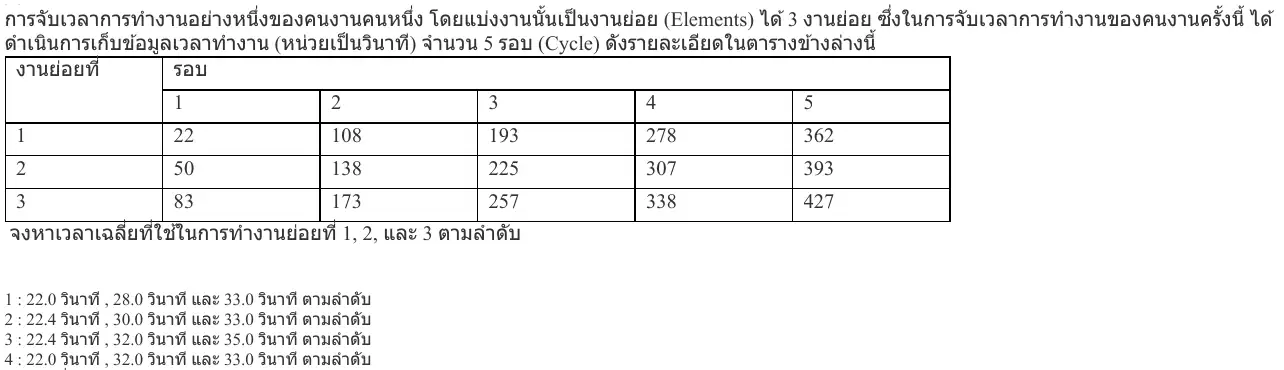 การจับเวลาการทำงานอย่างหนึ่งของคนงานคนหนึ่ง โดยแบ่งงานนั้นเป็นงานย่อย (Elements) ได้ 3 งานย่อย ซึ่งในการจับเวลาการทำงานของคนงานครั้งนี้ ได้
ดำเนินการเก็บข้อมูลเวลาทำงาน (หน่วยเป็นวินาที) จำนวน 5 รอบ (Cycle) ดังรายละเอียดในตารางข้างล่างนี้
งานย่อยที่ รอบ
1 2 3 4 5
1 22 108 193 278 362
2 50 138 225 307 393
3 83 173 257 338 427
จงหาเวลาเฉลี่ยที่ใช้ในการทำงานย่อยที่ 1, 2, และ 3 ตามลำดับ
1 : 22.0 วินาที , 28.0 วินาที และ 33.0 วินาที ตามลำดับ
2 : 22.4 วินาที , 30.0 วินาที และ 33.0 วินาที ตามลำดับ
3 : 22.4 วินาที , 32.0 วินาที และ 35.0 วินาที ตามลำดับ
4 : 22.0 วินาที , 32.0 วินาที และ 33.0 วินาที ตามลำดับ